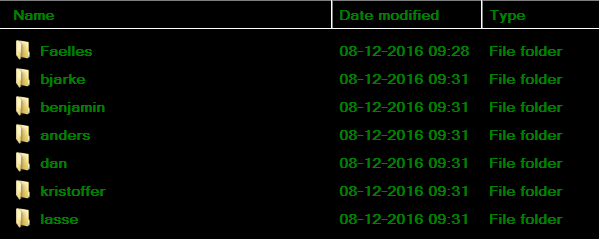 Name Date modified Type
Faelles 08-12-2016 09:28 File folder
bjarke 08-12-2016 09:31 File folder
benjamin 08-12-2016 09:31 File folder
anders 08-12-2016 09:31 File folder
dan 08-12-2016 09:31 File folder
kristoffer 08-12-2016 09:31 File folder
lasse 08-12-2016 09:31 File folder